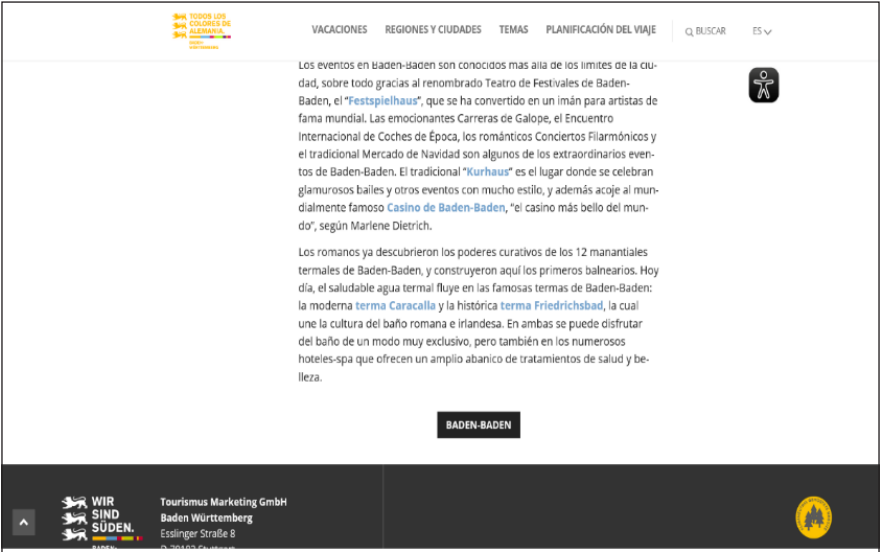 TODOS LOS
COLORES DE
ALEMANIA.
VACACIONES REGIONES Y CIUDADES TEMAS PLANIFICACIÓN DEL VIAJE BUSCAR ES
Los eventos en Baden-Baden son conocidos más allá de los límites de la ciu-
dad, sobre todo gracias al renombrado Teatro de Festivales de Baden-
Baden, el “Festspielhaus”, que se ha convertido en un imán para artistas de
fama mundial. Las emocionantes Carreras de Galope, el Encuentro
Internacional de Coches de Época, los románticos Conciertos Filarmónicos y
el tradicional Mercado de Navidad son algunos de los extraordinarios even-
tos de Baden-Baden. El tradicional “Kurhaus” es el lugar donde se celebran
glamurosos bailes y otros eventos con mucho estilo, y además acoje al mun-
dialmente famoso Casino de Baden-Baden, "el casino más bello del mun-
do", según Marlene Dietrich.
Los romanos ya descubrieron los poderes curativos de los 12 manantiales
termales de Baden-Baden, y construyeron aquí los primeros balnearios. Hoy
día, el saludable agua termal fluye en las famosas termas de Baden-Baden:
la moderna terma Caracalla y la histórica terma Friedrichsbad, la cual
une la cultura del baño romana e irlandesa. En ambas se puede disfrutar
del baño de un modo muy exclusivo, pero también en los numerosos
hoteles-spa que ofrecen un amplio abanico de tratamientos de salud y be-
lleza.
BADEN-BADEN
WIR
SIND
SÜDEN.
BADEN-
Tourismus Marketing GmbH
Baden Württemberg
Esslinger Straße 8